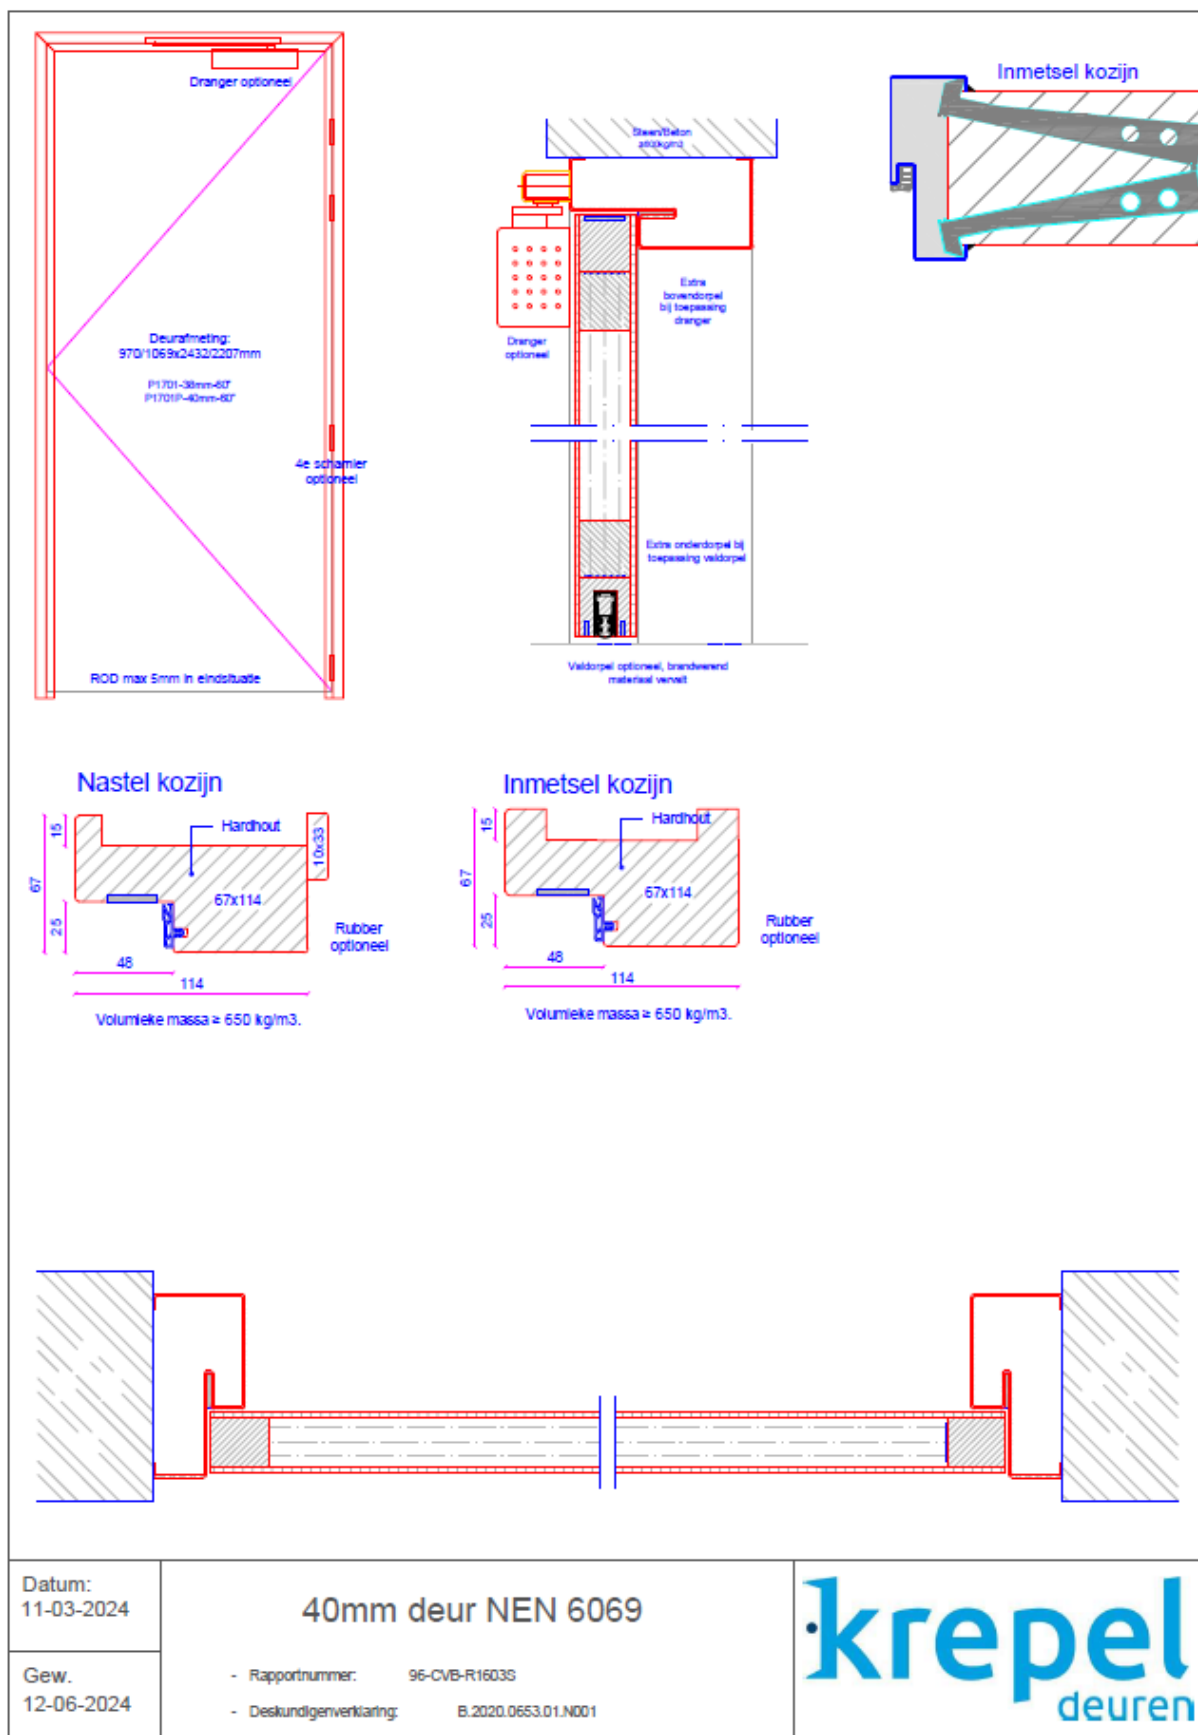 Dranger optioneel
Deurafmeting:
970/1069x2432/2207mm
P1701-38mm-60'
P1701P-40mm-60'
4e scharnier
optioneel
ROD max 5mm in eindsituatie
Steen/Beton
Dranger
optioneel
Extra
bovendorpel
bij toepassing
dranger
Extra onderdorpel bij
toepassing valdorpel
Valdorpel optioneel, brandwerend
materiaal vervalt
Inmetsel kozijn
Nastel kozijn
Hardhout
15
67
25
10x33
67x114
48
114
Rubber
optioneel
Volumieke massa ≥ 650 kg/m3.
Inmetsel kozijn
Hardhout
15
67
25
67x114
48
114
Rubber
optioneel
Volumieke massa ≥ 650 kg/m3.
Datum:
11-03-2024
Gew.
12-06-2024
40mm deur NEN 6069
- Rapportnummer: 96-CVB-R1603S
- Deskundigenverklaring: B.2020.0653.01.N001
krepel
deuren